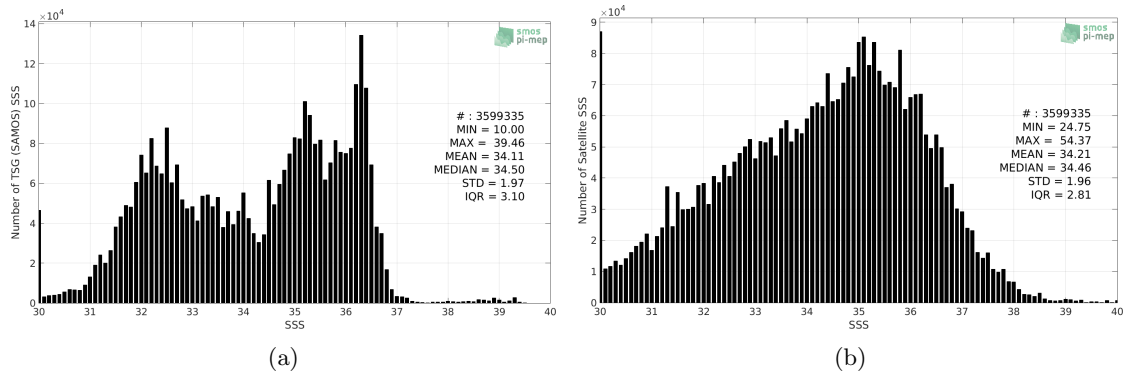 14 ×10⁴
12
10
8
6
4
2
0
Number of TSG (SAMOS) SSS
30 31 32 33 34 35 36 37 38 39 40
SSS
smos
pi-mep
# : 3599335
MIN = 10.00
MAX = 39.46
MEAN = 34.11
MEDIAN = 34.50
STD = 1.97
IQR = 3.10
(a)
×10⁴
9
8
7
6
5
4
3
2
1
0
Number of Satellite SSS
30 31 32 33 34 35 36 37 38 39 40
SSS
smos
pi-mep
# : 3599335
MIN = 24.75
MAX = 54.37
MEAN = 34.21
MEDIAN = 34.46
STD = 1.96
IQR = 2.81
(b)